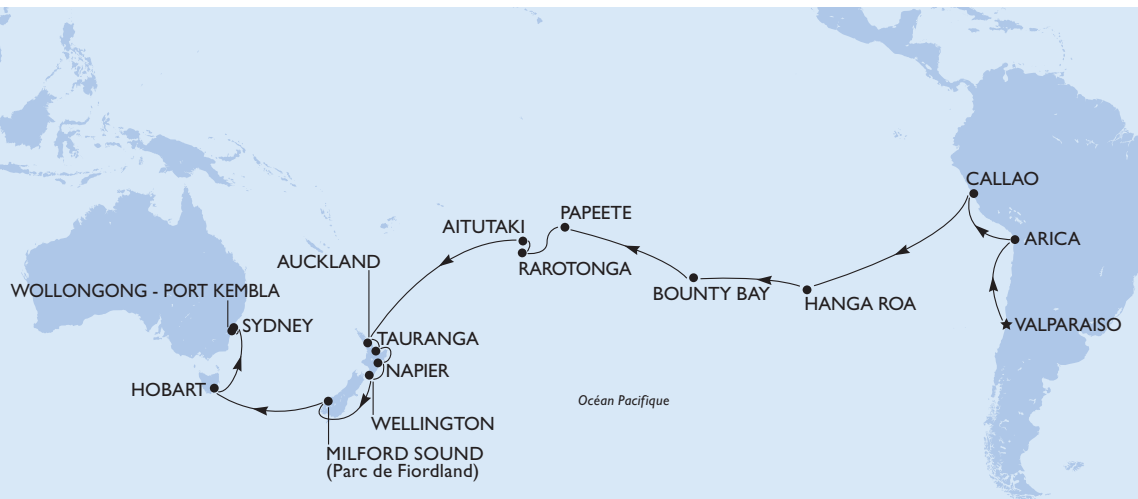 CALLAO
PAPEETE
AITUTAKI
ARICA
AUCKLAND
RAROTONGA
WOLLONGONG - PORT KEMBLA
BOUNTY BAY
HANGA ROA
SYDNEY
VALPARAISO
TAURANGA
NAPIER
HOBART
Océan Pacifique
WELLINGTON
MILFORD SOUND
(Parc de Fiordland)